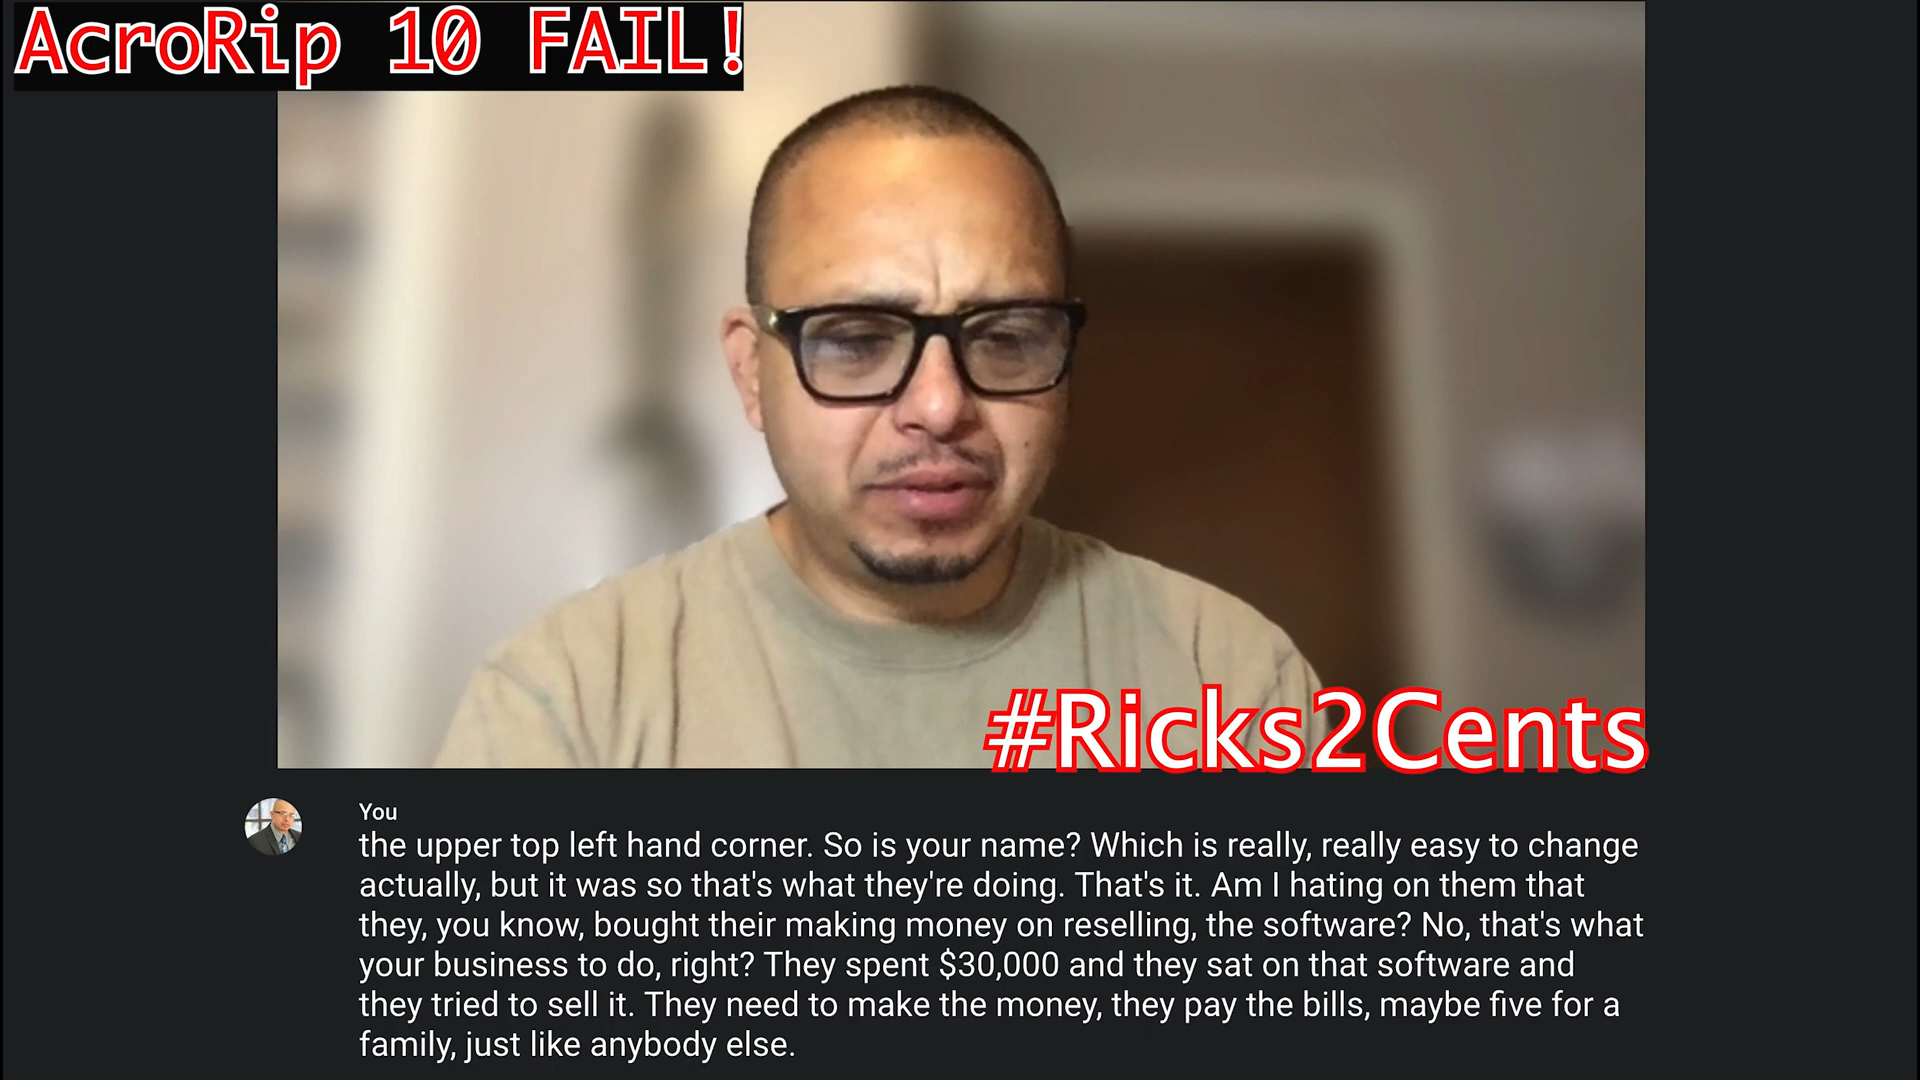 AcroRip 10 FAIL!
#Ricks2Cents
You
the upper top left hand corner. So is your name? Which is really, really easy to change
actually, but it was so that's what they're doing. That's it. Am I hating on them that
they, you know, bought their making money on reselling, the software? No, that's what
your business to do, right? They spent $30,000 and they sat on that software and
they tried to sell it. They need to make the money, they pay the bills, maybe five for a
family, just like anybody else.